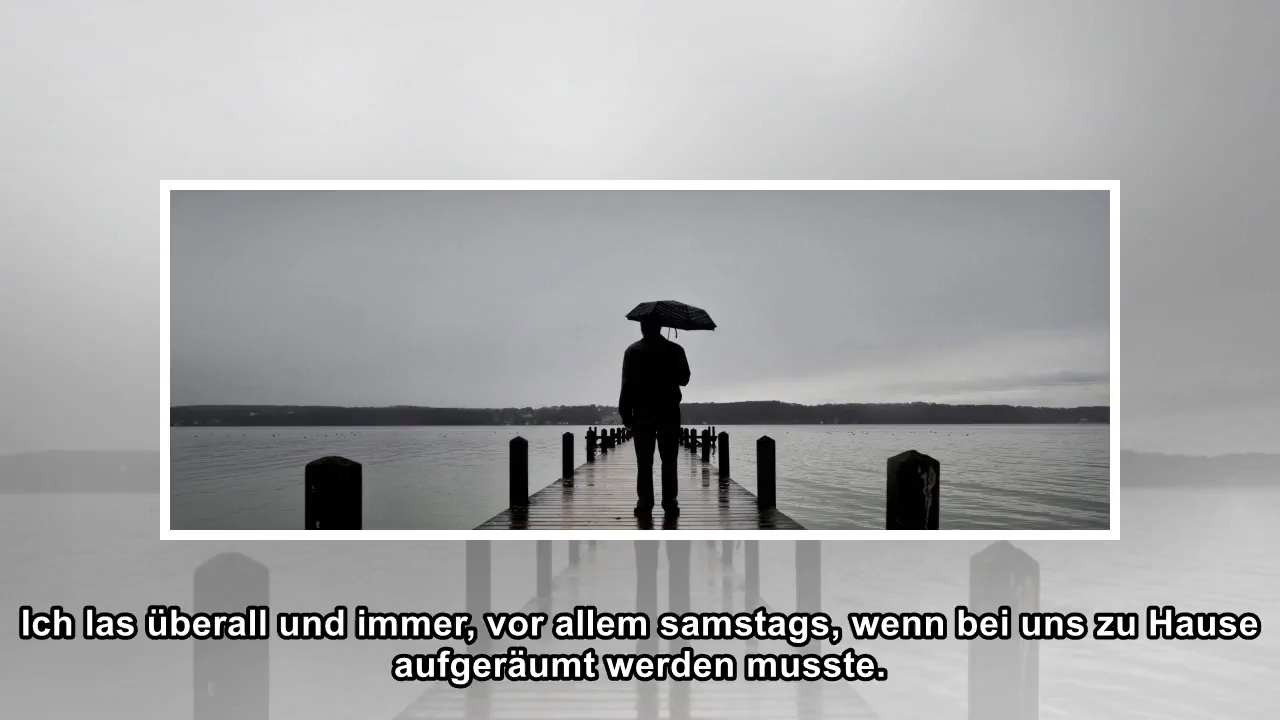 Ich las überall und immer, vor allem samstags, wenn bei uns zu Hause
aufgeräumt werden musste.